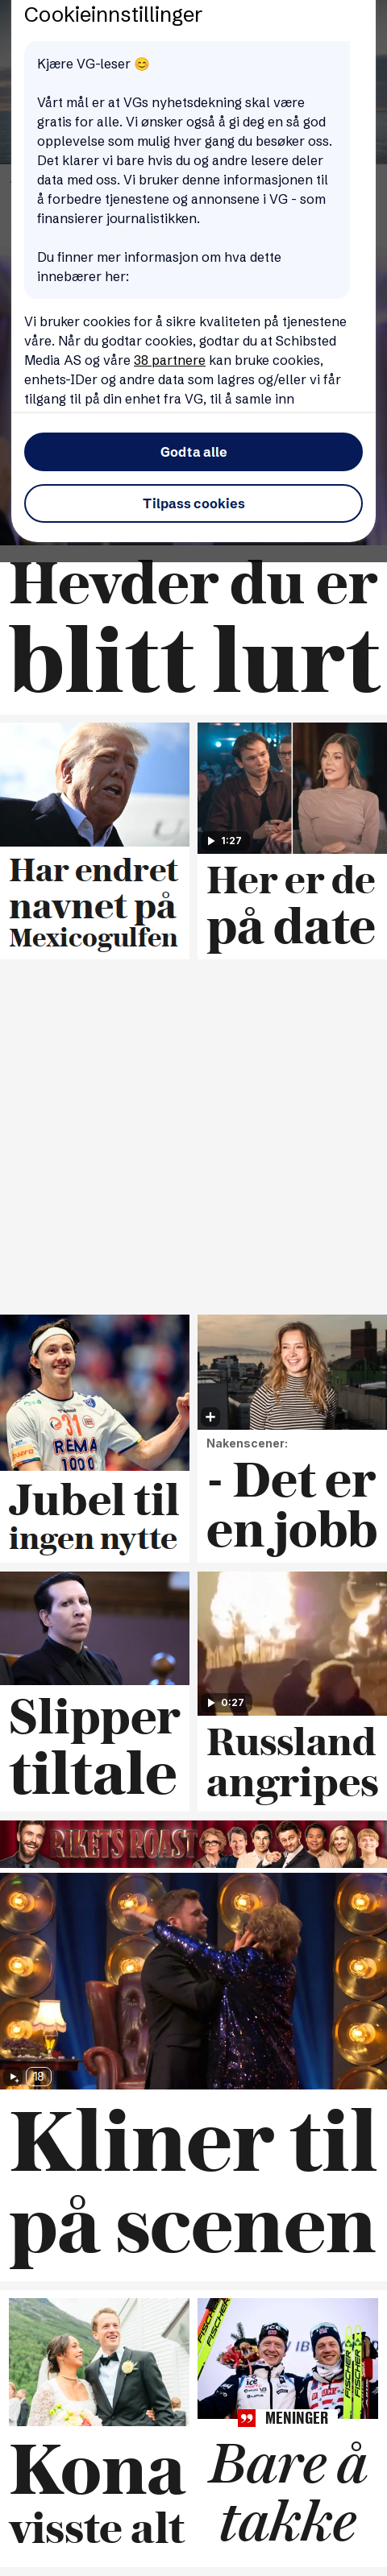 Cookieinnstillinger
Kjære VG-leser 😊
Vårt mål er at VGs nyhetsdekning skal være
gratis for alle. Vi ønsker også å gi deg en så god
opplevelse som mulig hver gang du besøker oss.
Det klarer vi bare hvis du og andre lesere deler
data med oss. Vi bruker denne informasjonen til
å forbedre tjenestene og annonsene i VG - som
finansierer journalistikken.
Du finner mer informasjon om hva dette
innebærer her:
Vi bruker cookies for å sikre kvaliteten på tjenestene
våre. Når du godtar cookies, godtar du at Schibsted
Media AS og våre 38 partnere kan bruke cookies,
enhets-IDer og andre data som lagres og/eller vi får
tilgang til på din enhet fra VG, til å samle inn
Godta alle
Tilpass cookies
Hevder du er
blitt lurt
Har endret
navnet på
Mexicogulfen
1:27
Her er de
på date
31
REMA
1000
Jubel til
ingen nytte
Nakenscener:
- Det er
en jobb
Slipper
tiltale
0:27
Russland
angripes
RIKETS ROAST
18
Kliner til
på scenen
Kona
visste alt
FISCHER
FISCHER
MENINGER
Bare å
takke